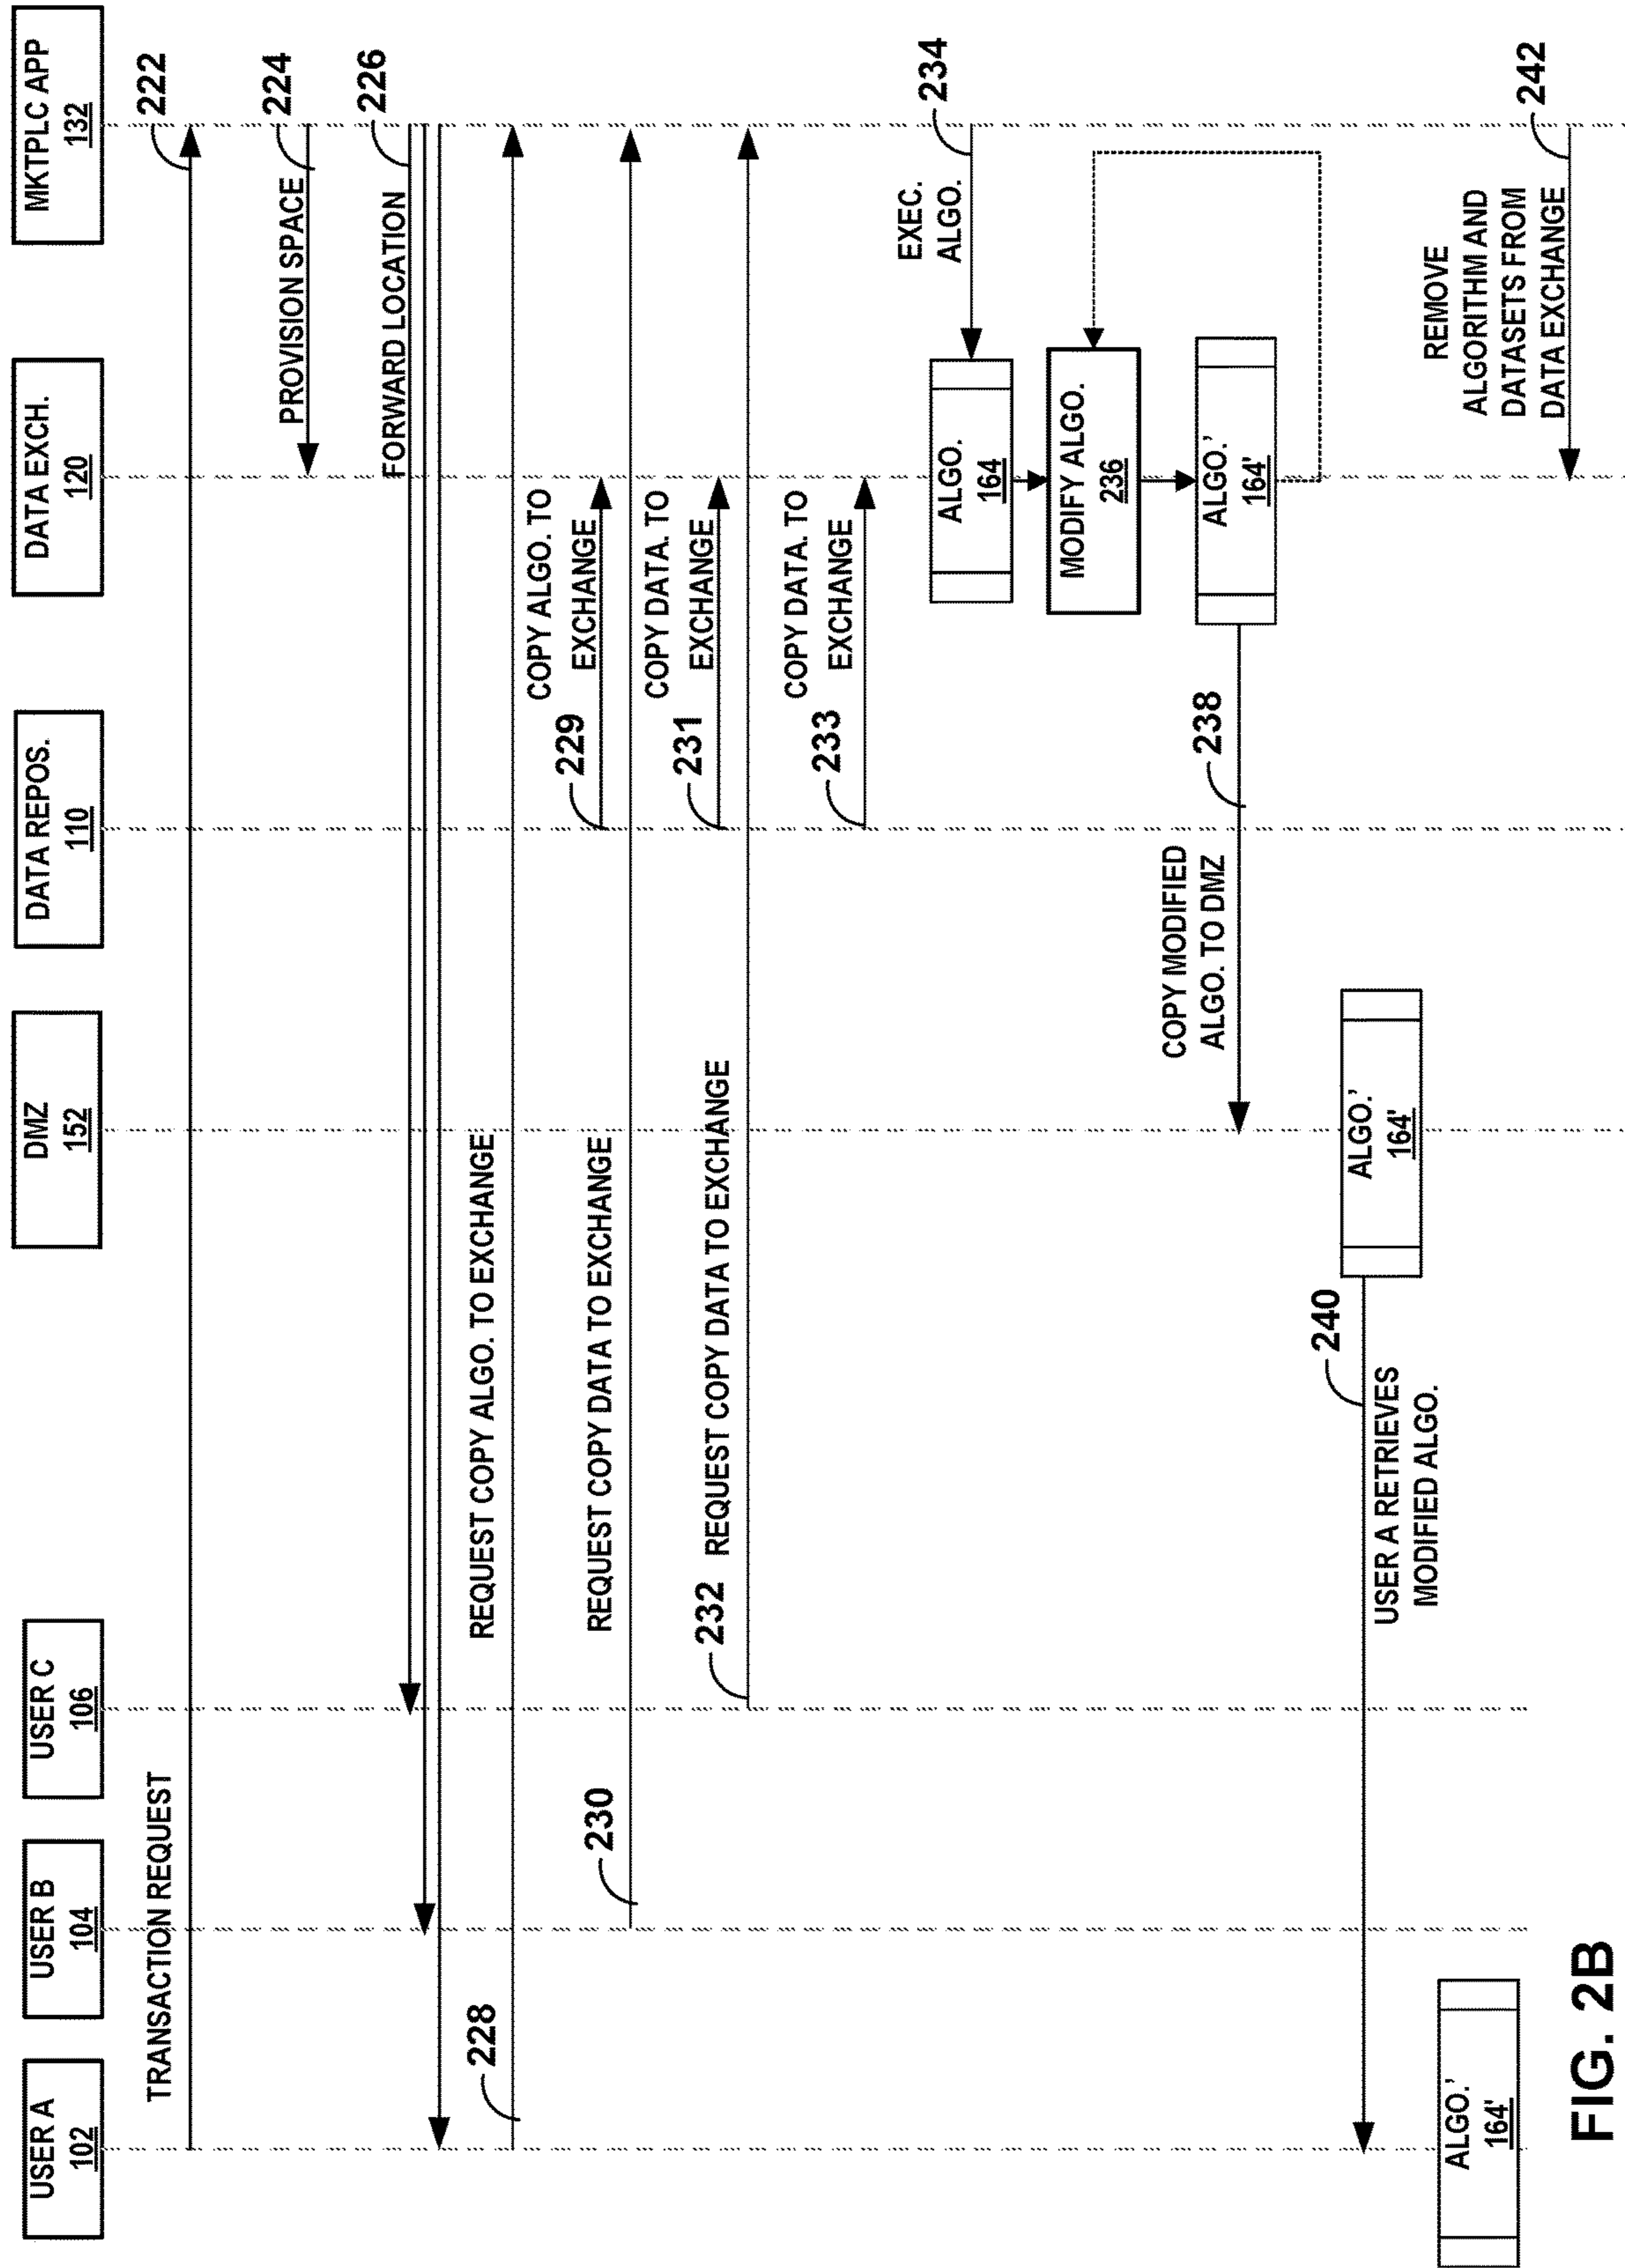 USER A
102
USER B
104
USER C
106
DMZ
152
DATA REPOS.
110
DATA EXCH.
120
MKTPLC APP
132
TRANSACTION REQUEST
222
PROVISION SPACE
224
FORWARD LOCATION
226
228
REQUEST COPY ALGO. TO EXCHANGE
COPY ALGO. TO
EXCHANGE
229
230
REQUEST COPY DATA TO EXCHANGE
COPY DATA. TO
EXCHANGE
231
232
REQUEST COPY DATA TO EXCHANGE
COPY DATA. TO
EXCHANGE
233
EXEC.
ALGO.
234
ALGO.
164
MODIFY ALGO.
236
ALGO.'
164'
COPY MODIFIED
ALGO. TO DMZ
238
ALGO.'
164'
240
USER A RETRIEVES
MODIFIED ALGO.
ALGO.'
164'
REMOVE
ALGORITHM AND
DATASETS FROM
DATA EXCHANGE
242
FIG. 2B